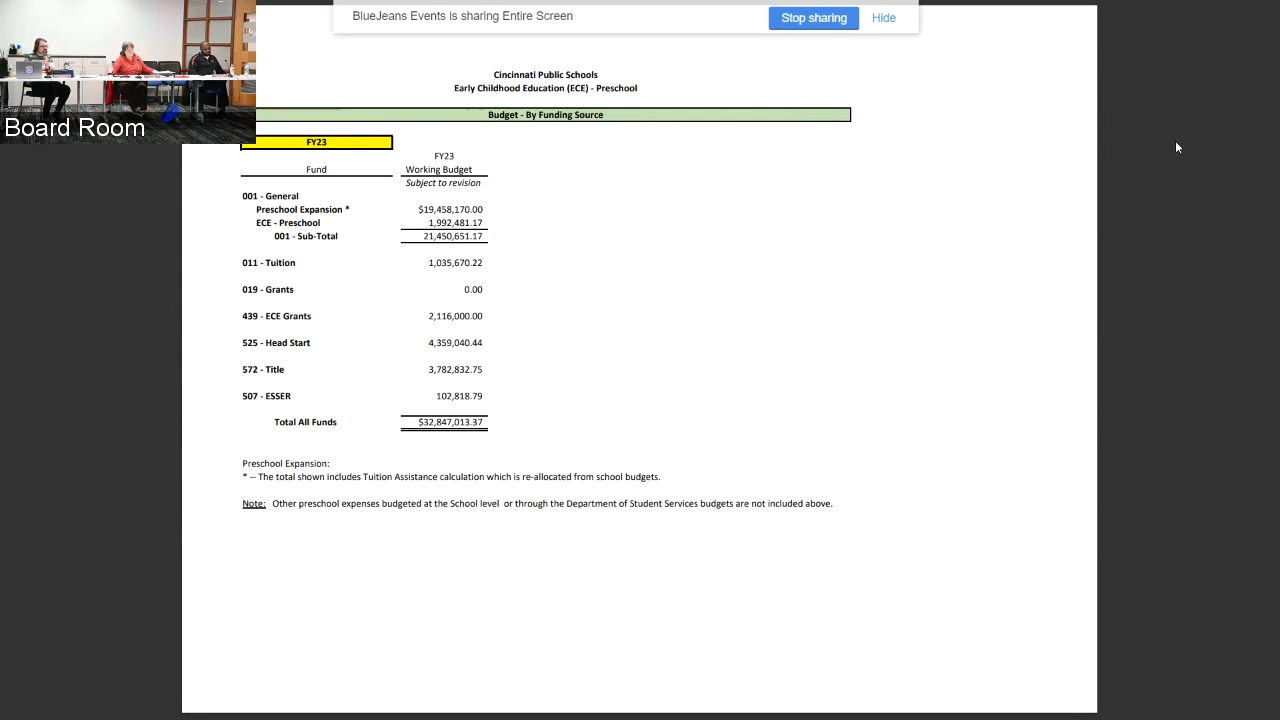 BlueJeans Events is sharing Entire Screen
Stop sharing
Hide
Board Room
Cincinnati Public Schools
Early Childhood Education (ECE) - Preschool
Budget - By Funding Source
FY23
FY23
Fund Working Budget
Subject to revision
001 - General
Preschool Expansion * $19,458,170.00
ECE - Preschool 1,992,481.17
001 - Sub-Total 21,450,651.17
011 - Tuition 1,035,670.22
019 - Grants 0.00
439 - ECE Grants 2,116,000.00
525 - Head Start 4,359,040.44
572 - Title 3,782,832.75
507 - ESSER 102,818.79
Total All Funds $32,847,013.37
Preschool Expansion:
* -- The total shown includes Tuition Assistance calculation which is re-allocated from school budgets.
Note: Other preschool expenses budgeted at the School level or through the Department of Student Services budgets are not included above.